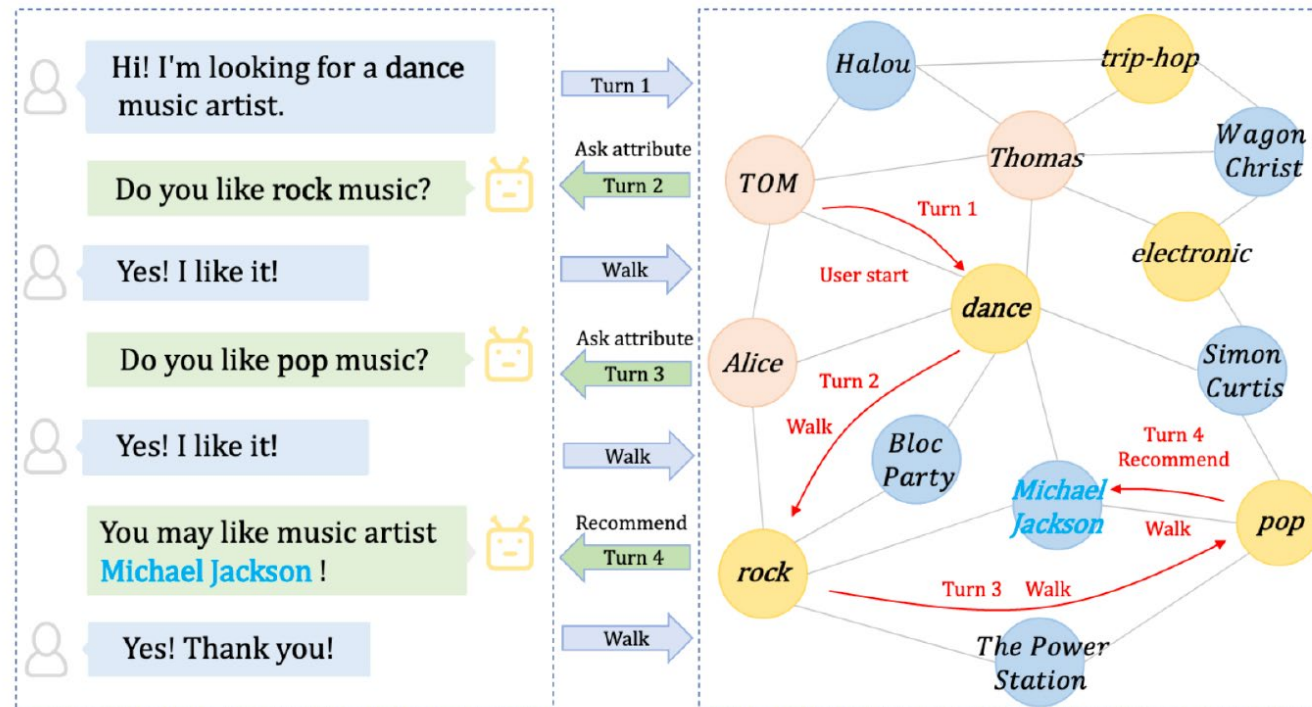 Hi! I'm looking for a dance
music artist.
Do you like rock music?
Yes! I like it!
Do you like pop music?
Yes! I like it!
You may like music artist
Michael Jackson !
Yes! Thank you!
Turn 1
Ask attribute
Turn 2
Walk
Ask attribute
Turn 3
Walk
Recommend
Turn 4
Walk
Halou
trip-hop
Wagon
Christ
Thomas
TOM
Turn 1
User start
electronic
dance
Alice
Simon
Curtis
Turn 2
Walk
Bloc
Party
Turn 4
Recommend
Michael
Jackson
Walk
pop
rock
Turn 3 Walk
The Power
Station